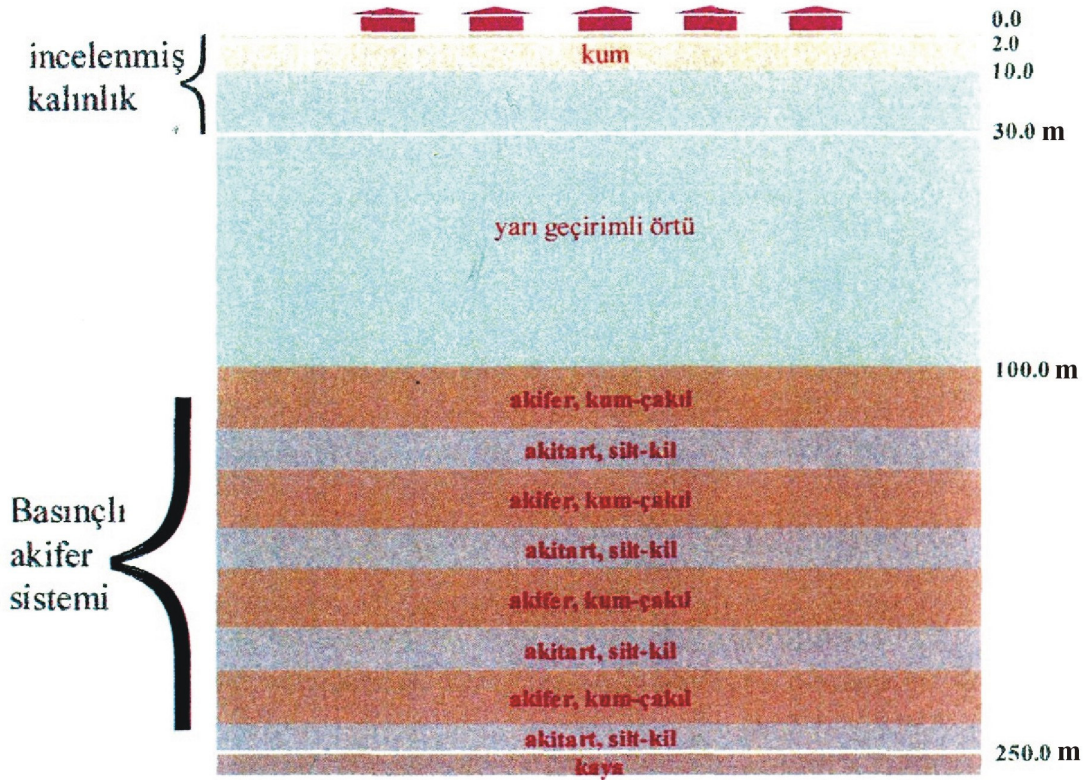 0.0
2.0
incelenmiş
kalınlık
kum
10.0
30.0 m
yarı geçirimli örtü
100.0 m
akifer, kum-çakıl
akitart, silt-kil
akifer, kum-çakıl
Basınçlı
akifer
sistemi
akitart, silt-kil
akifer, kum-çakıl
akitart, silt-kil
akifer, kum-çakıl
akitart, silt-kil
250.0 m
kaya